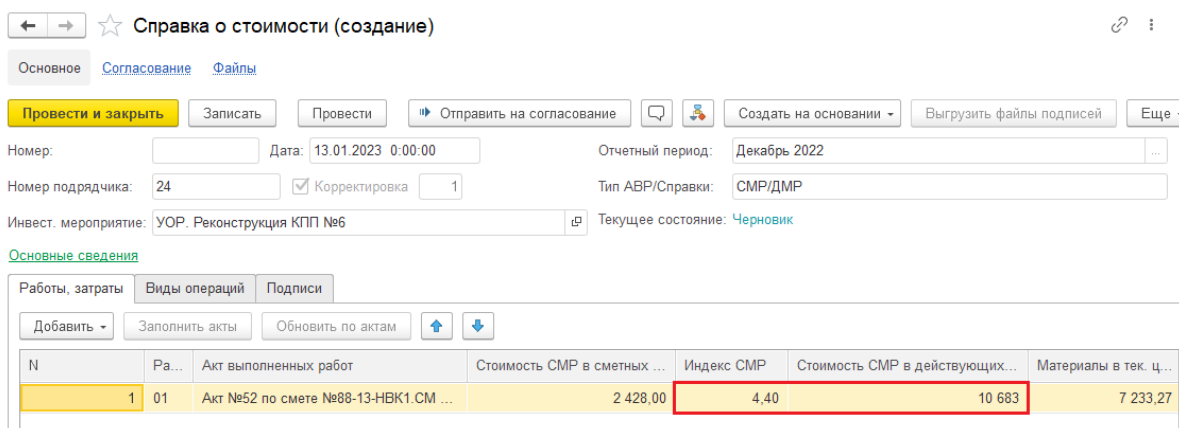 Справка о стоимости (создание)
Основное Согласование Файлы
Провести и закрыть Записать Провести Отправить на согласование Создать на основании Выгрузить файлы подписей Еще
Номер: Дата: 13.01.2023 0:00:00 Отчетный период: Декабрь 2022 ...
Номер подрядчика: 24 Корректировка 1 Тип АВР/Справки: СМР/ДМР
Инвест. мероприятие: УОР. Реконструкция КПП №6 Текущее состояние: Черновик
Основные сведения
Работы, затраты Виды операций Подписи
Добавить Заполнить акты Обновить по актам
N Ра... Акт выполненных работ Стоимость СМР в сметных ... Индекс СМР Стоимость СМР в действующих... Материалы в тек. ц...
1 01 Акт №52 по смете №88-13-НВК1.СМ ... 2 428,00 4,40 10 683 7 233,27